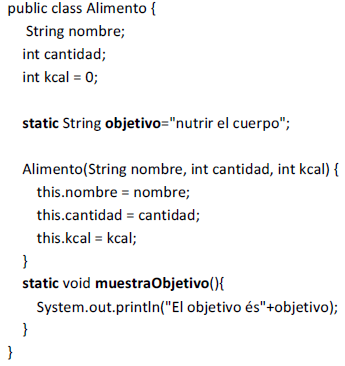 public class Alimento {
String nombre;
int cantidad;
int kcal = 0;
static String objetivo="nutrir el cuerpo";
Alimento(String nombre, int cantidad, int kcal) {
this.nombre = nombre;
this.cantidad = cantidad;
this.kcal = kcal;
}
static void muestraObjetivo(){
System.out.println("El objetivo és"+objetivo);
}
}